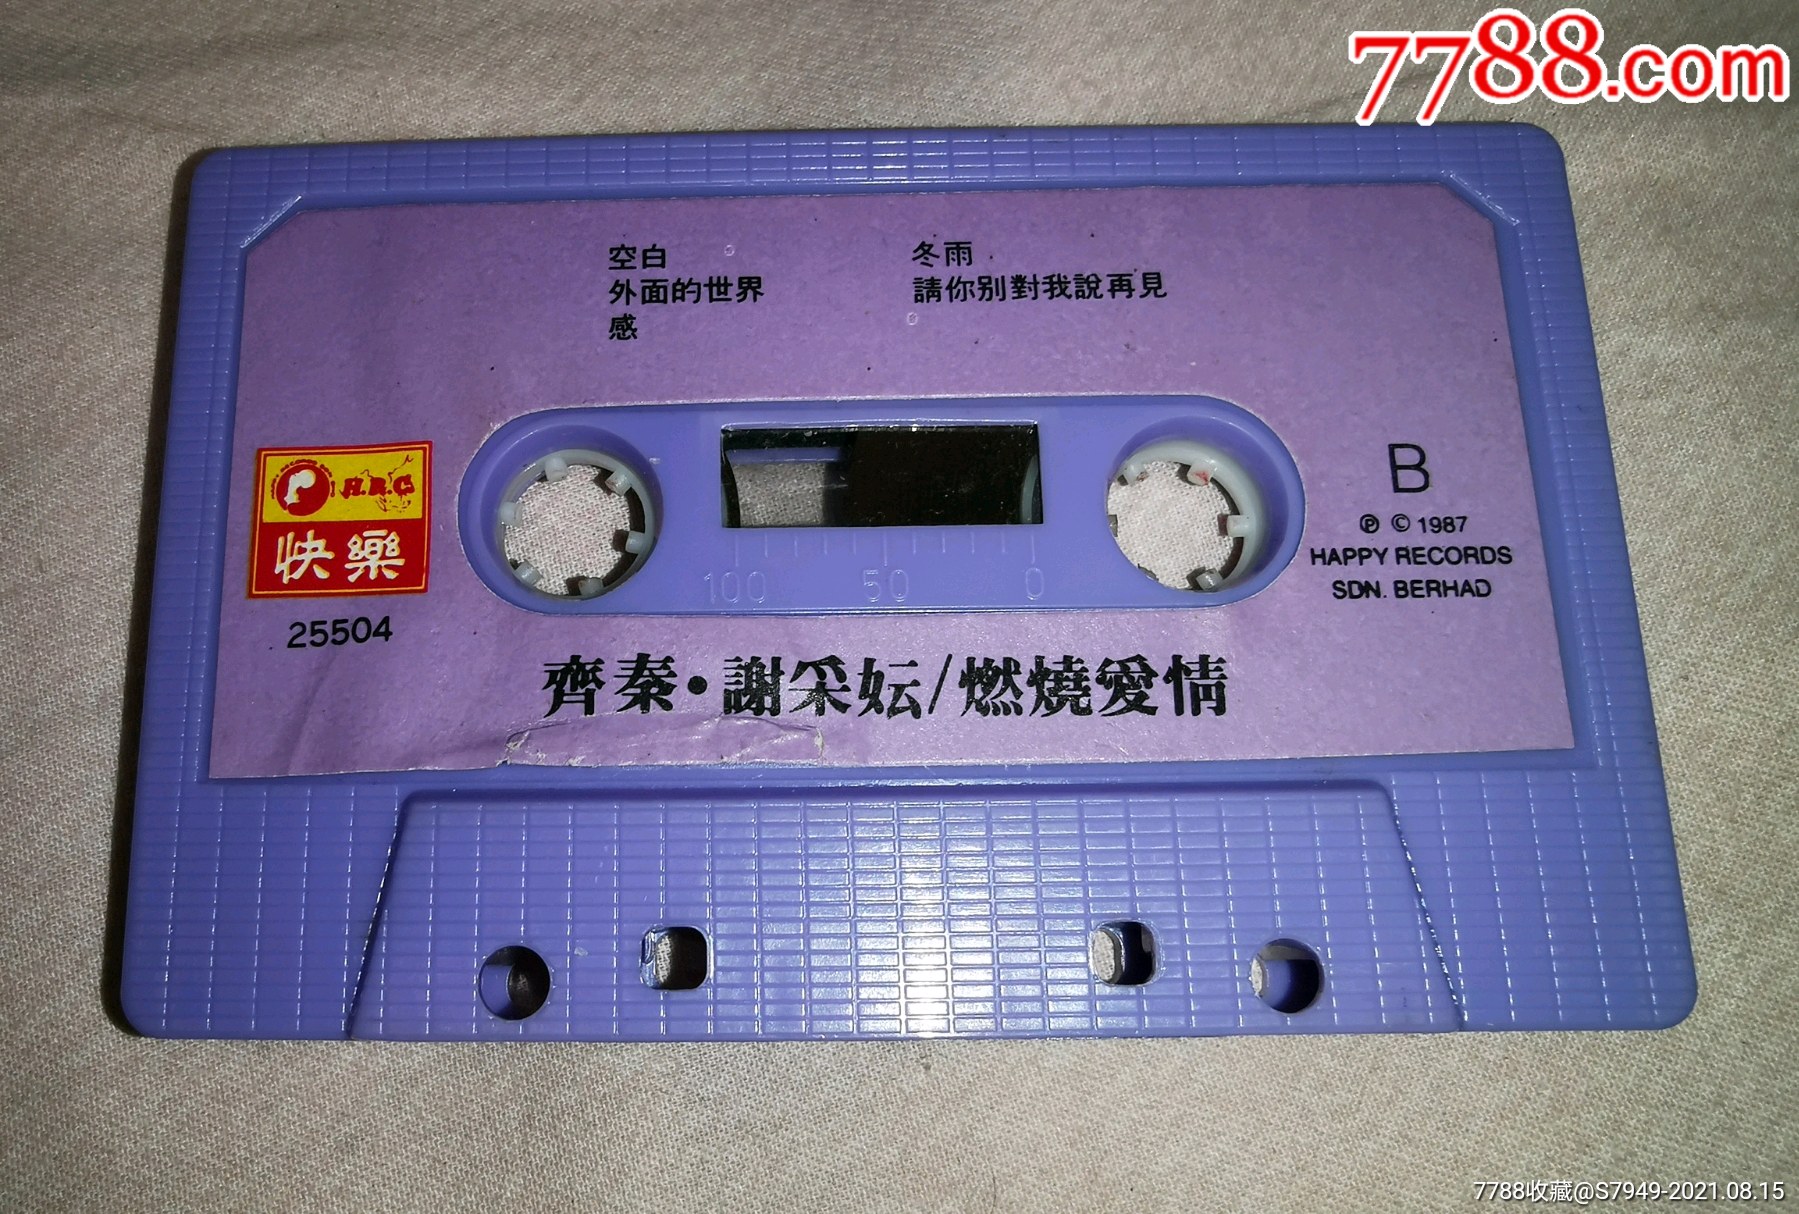 7788.com
空白
外面的世界
感
冬雨
請你別對我說再見
H.R.C.
快樂
25504
B
℗ © 1987
HAPPY RECORDS
SDN. BERHAD
100 50 0
齊秦・謝采妘/燃燒愛情
7788收藏@S7949-2021.08.15